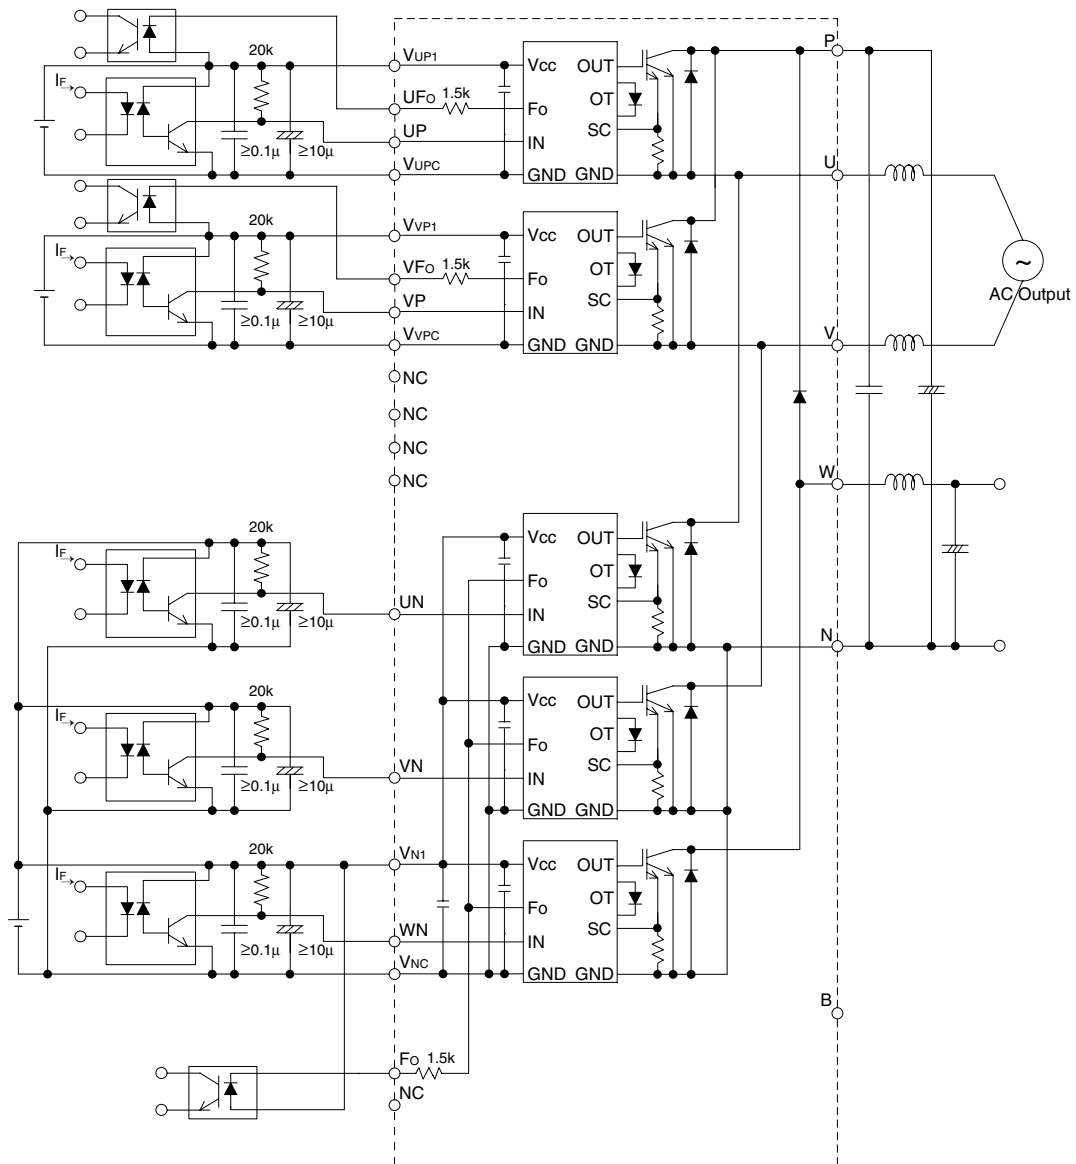 20k
IF
≥0.1μ
≥10μ
VUP1
UFO 1.5k
UP
VUPC
Vcc
Fo
IN
GND GND
OUT
OT
SC
P
U
20k
IF
≥0.1μ
≥10μ
VVP1
VFO 1.5k
VP
VVPC
Vcc
Fo
IN
GND GND
OUT
OT
SC
~
AC Output
V
NC
NC
NC
NC
W
20k
IF
≥0.1μ
≥10μ
UN
Vcc
Fo
IN
GND GND
OUT
OT
SC
N
20k
IF
≥0.1μ
≥10μ
VN
Vcc
Fo
IN
GND GND
OUT
OT
SC
20k
IF
≥0.1μ
≥10μ
VN1
WN
VNC
Vcc
Fo
IN
GND GND
OUT
OT
SC
B
FO 1.5k
NC